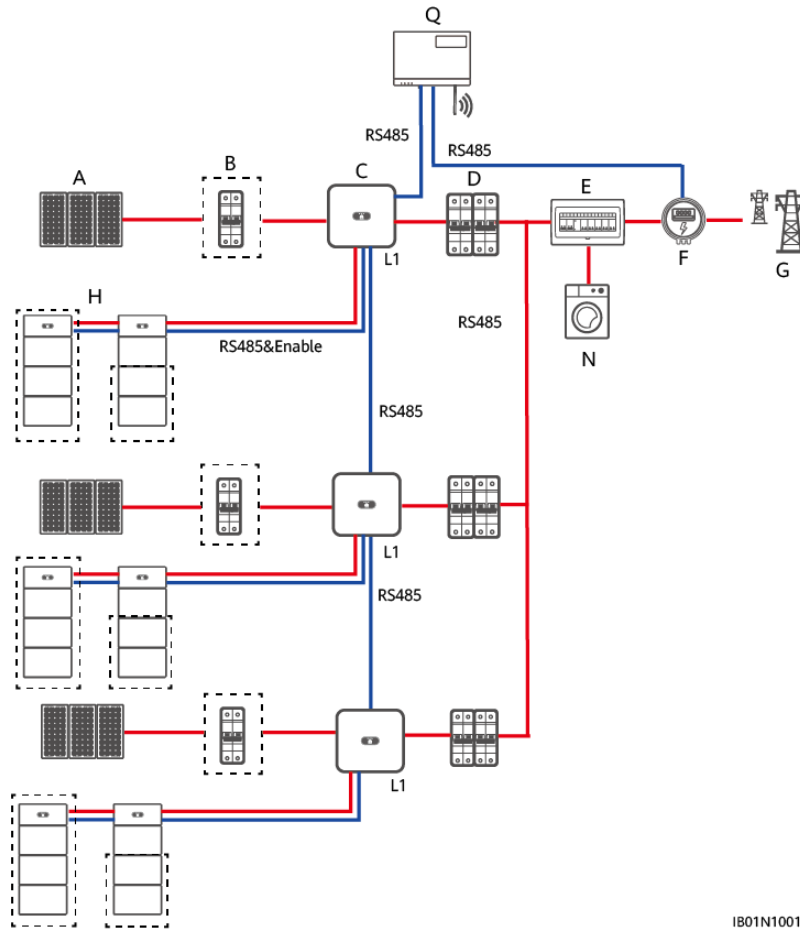 Q
RS485
RS485
A
B
C
D
E
F
G
L1
H
RS485&Enable
RS485
N
RS485
L1
RS485
L1
IB01N1001